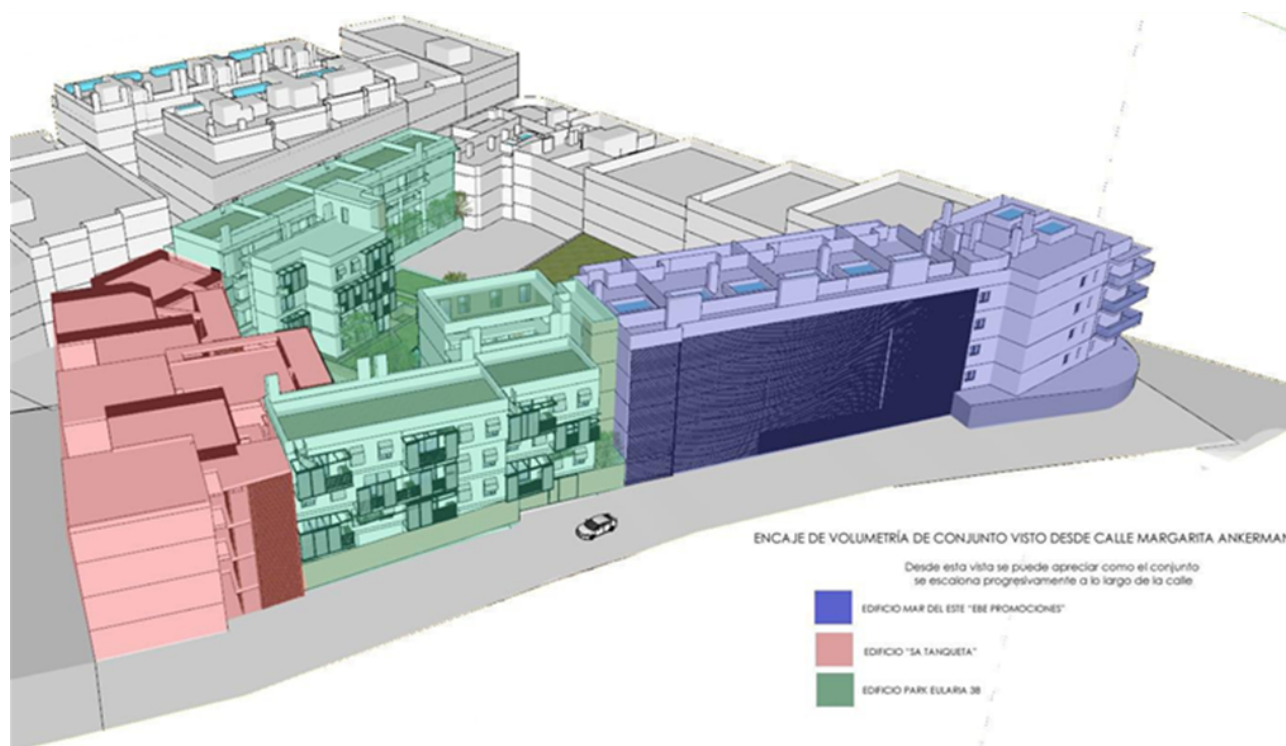 ENCAJE DE VOLUMETRÍA DE CONJUNTO VISTO DESDE CALLE MARGARITA ANKERMAN
Desde esta vista se puede apreciar como el conjunto
se escalona progresivamente a lo largo de la calle
EDIFICIO MAR DEL ESTE "EBE PROMOCIONES"
EDIFICIO "SA TANQUETA"
EDIFICIO PARK EULARIA 38